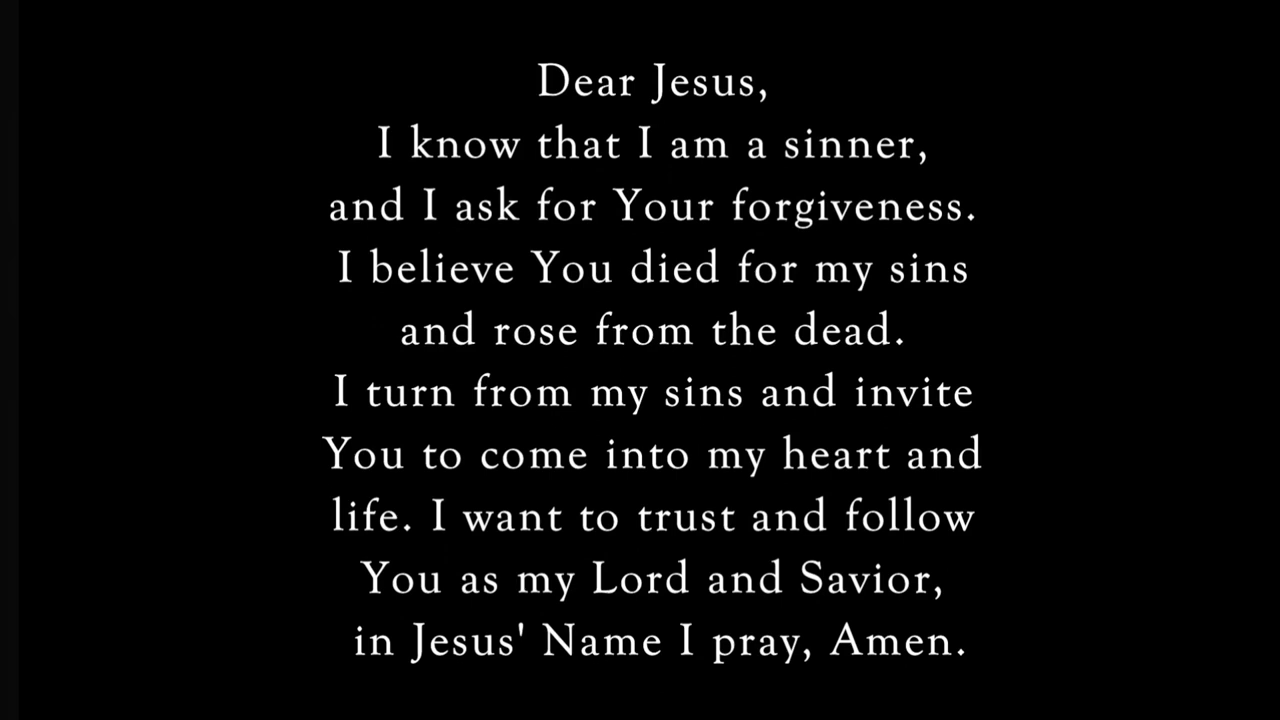 Dear Jesus,
I know that I am a sinner,
and I ask for Your forgiveness.
I believe You died for my sins
and rose from the dead.
I turn from my sins and invite
You to come into my heart and
life. I want to trust and follow
You as my Lord and Savior,
in Jesus' Name I pray, Amen.